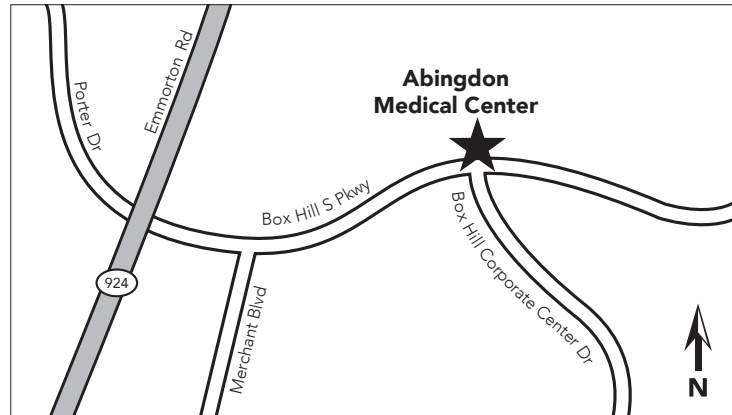 Porter Dr
Emmorton Rd
Abingdon
Medical Center
Box Hill S Pkwy
Box Hill Corporate Center Dr
924
Merchant Blvd
N